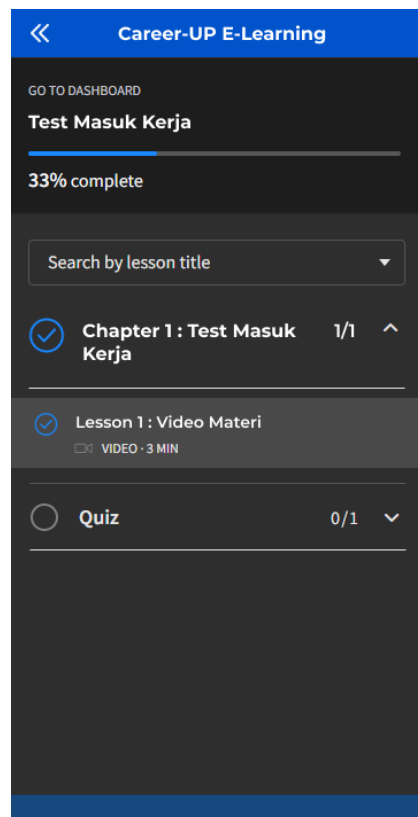 Career-UP E-Learning
GO TO DASHBOARD
Test Masuk Kerja
33% complete
Search by lesson title
Chapter 1 : Test Masuk 1/1
Kerja
Lesson 1 : Video Materi
VIDEO · 3 MIN
Quiz 0/1